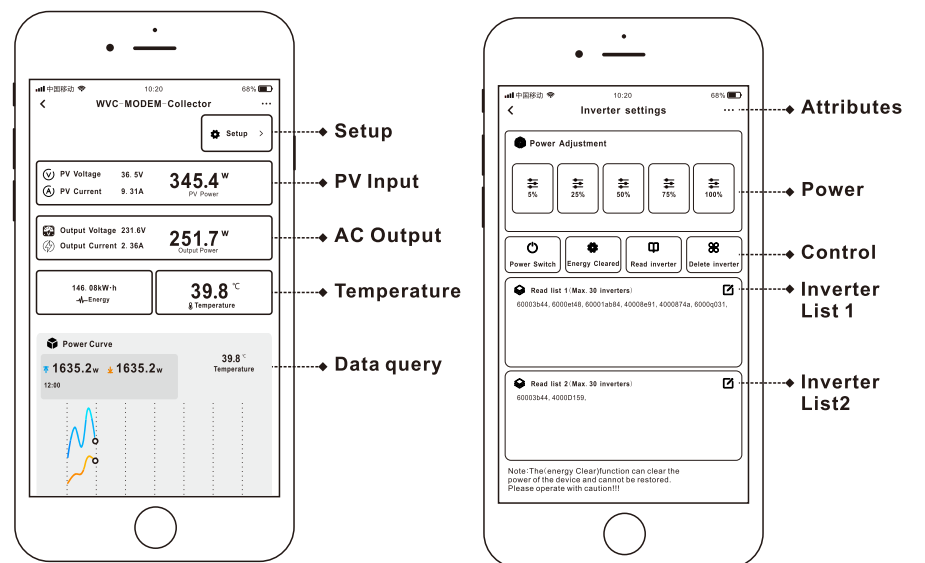 中国移动 10:20 68%
WVC-MODEM-Collector
Setup
PV Voltage 36. 5V
PV Current 9. 31A
345.4 W
PV Power
Output Voltage 231.6V
Output Current 2. 36A
251.7 W
Output Power
146. 08kW·h
Energy
39.8 ℃
Temperature
Power Curve
1635.2w 1635.2w
12:00
39.8 ℃
Temperature
Setup
PV Input
AC Output
Temperature
Data query
中国移动 10:20 68%
Inverter settings
Power Adjustment
5% 25% 50% 75% 100%
Power Switch Energy Cleared Read inverter Delete inverter
Read list 1(Max. 30 inverters)
60003b44, 6000et48, 60001ab84, 40008e91, 4000874a, 6000q031,
Read list 2(Max. 30 inverters)
60003b44, 4000D159,
Note:The(energy Clear)function can clear the
power of the device and cannot be restored.
Please operate with caution!!!
Attributes
Power
Control
Inverter
List 1
Inverter
List2